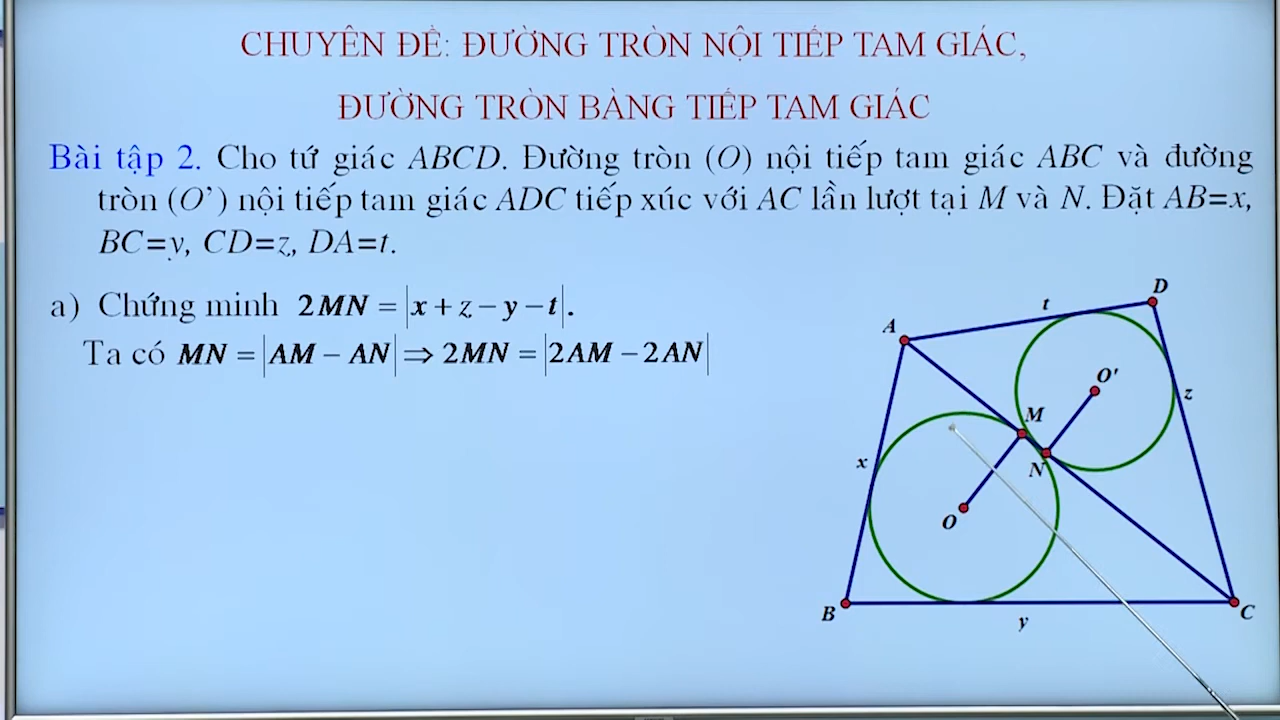 CHUYÊN ĐỀ: ĐƯỜNG TRÒN NỘI TIẾP TAM GIÁC,
ĐƯỜNG TRÒN BÀNG TIẾP TAM GIÁC
Bài tập 2. Cho tứ giác ABCD. Đường tròn (O) nội tiếp tam giác ABC và đường
tròn (O’) nội tiếp tam giác ADC tiếp xúc với AC lần lượt tại M và N. Đặt AB=x,
BC=y, CD=z, DA=t.
a) Chứng minh 2MN = |x + z − y − t|.
Ta có MN = |AM − AN| ⇒ 2MN = |2AM − 2AN|
D
t
A
O'
z
M
x
N
O
B
C
y